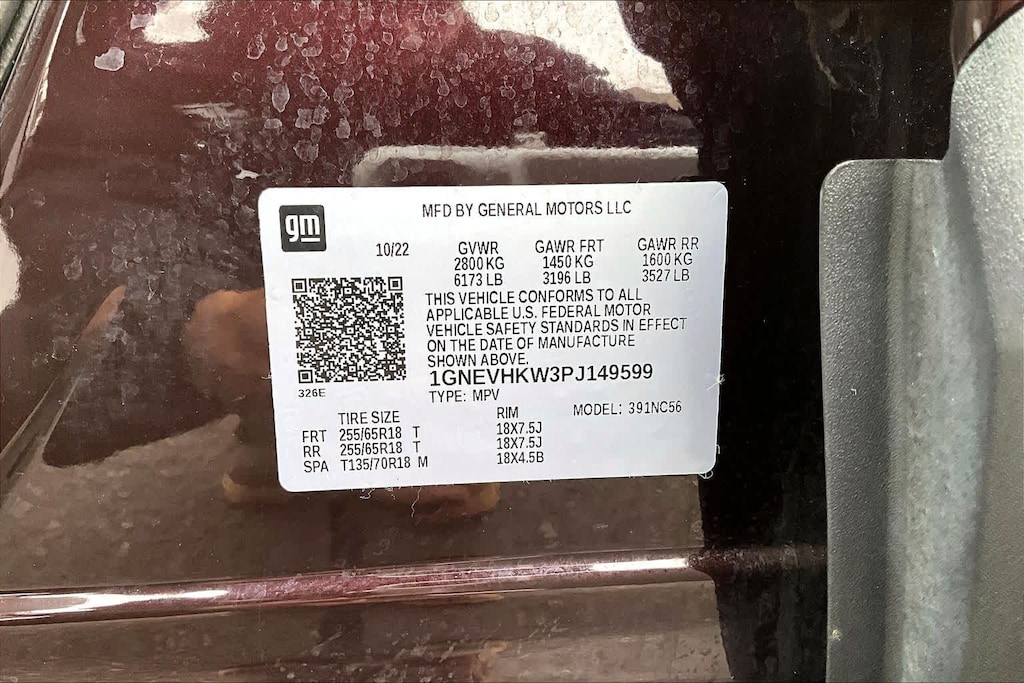 gm
MFD BY GENERAL MOTORS LLC
10/22 GVWR GAWR FRT GAWR RR
2800 KG 1450 KG 1600 KG
6173 LB 3196 LB 3527 LB
THIS VEHICLE CONFORMS TO ALL
APPLICABLE U.S. FEDERAL MOTOR
VEHICLE SAFETY STANDARDS IN EFFECT
ON THE DATE OF MANUFACTURE
SHOWN ABOVE.
1GNEVHKW3PJ149599
326E
TYPE: MPV
TIRE SIZE RIM MODEL: 391NC56
FRT 255/65R18 T 18X7.5J
RR 255/65R18 T 18X7.5J
SPA T135/70R18 M 18X4.5B